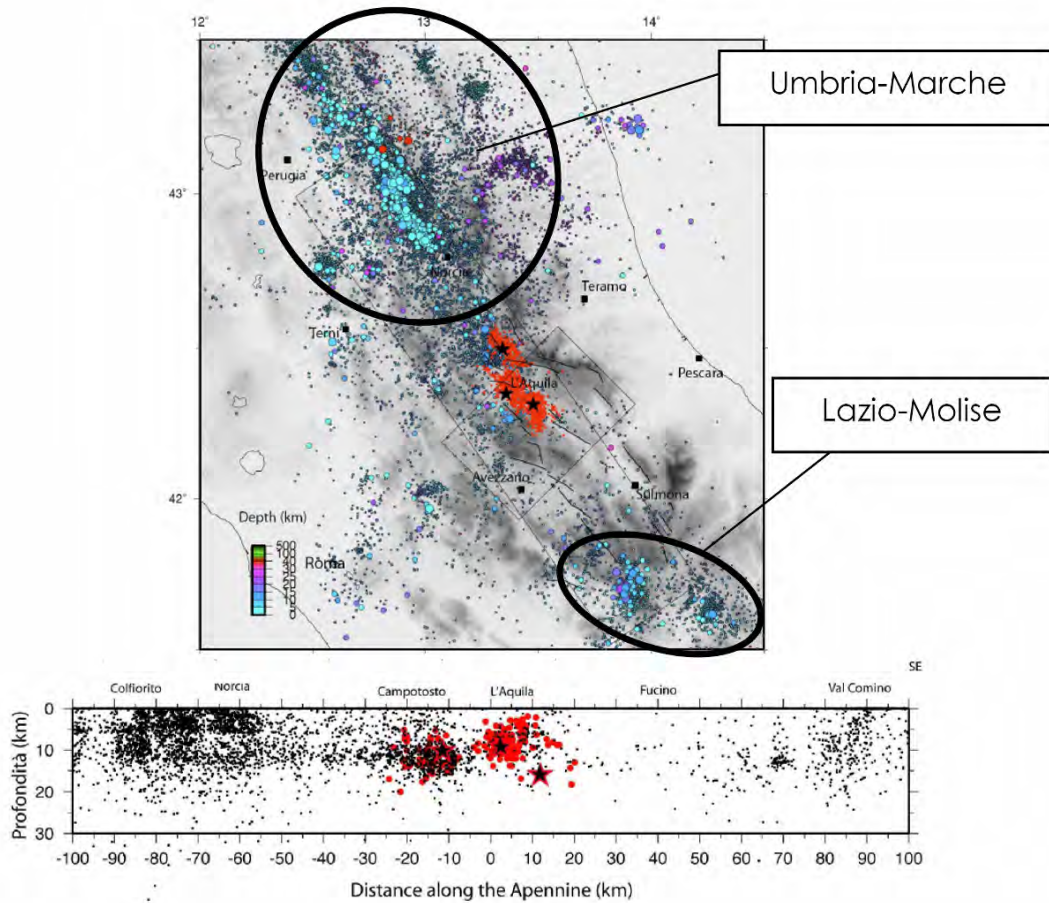 12°
13
14
Umbria-Marche
Perugia
43
Norcia
Teramo
Terni
L'Aquila
Pescara
Lazio-Molise
Avezzano
Sulmona
42
Depth (km)
500
100
40
30
25
20
15
10
5
0
Roma
SE
Colfiorito
Norcia
Campotosto
L'Aquila
Fucino
Val Comino
0
10
20
30
Profondità (km)
-100 -90 -80 -70 -60 -50 -40 -30 -20 -10 0 10 20 30 40 50 60 70 80 90 100
Distance along the Apennine (km)